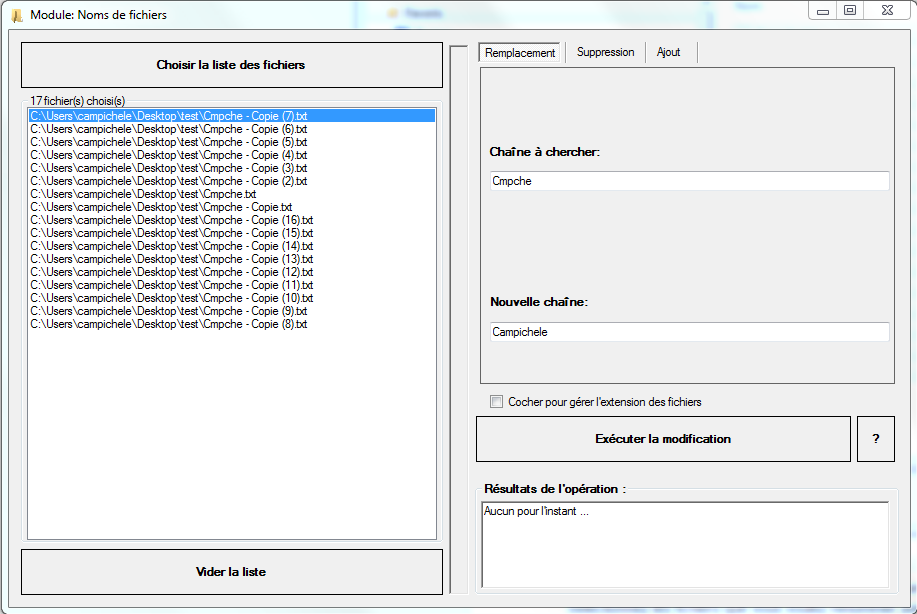 Module: Noms de fichiers
Choisir la liste des fichiers
17 fichier(s) choisi(s)
C:\Users\campichele\Desktop\test\Cmpche - Copie (7).txt
C:\Users\campichele\Desktop\test\Cmpche - Copie (6).txt
C:\Users\campichele\Desktop\test\Cmpche - Copie (5).txt
C:\Users\campichele\Desktop\test\Cmpche - Copie (4).txt
C:\Users\campichele\Desktop\test\Cmpche - Copie (3).txt
C:\Users\campichele\Desktop\test\Cmpche - Copie (2).txt
C:\Users\campichele\Desktop\test\Cmpche.txt
C:\Users\campichele\Desktop\test\Cmpche - Copie.txt
C:\Users\campichele\Desktop\test\Cmpche - Copie (16).txt
C:\Users\campichele\Desktop\test\Cmpche - Copie (15).txt
C:\Users\campichele\Desktop\test\Cmpche - Copie (14).txt
C:\Users\campichele\Desktop\test\Cmpche - Copie (13).txt
C:\Users\campichele\Desktop\test\Cmpche - Copie (12).txt
C:\Users\campichele\Desktop\test\Cmpche - Copie (11).txt
C:\Users\campichele\Desktop\test\Cmpche - Copie (10).txt
C:\Users\campichele\Desktop\test\Cmpche - Copie (9).txt
C:\Users\campichele\Desktop\test\Cmpche - Copie (8).txt
Vider la liste
Remplacement Suppression Ajout
Chaîne à chercher:
Cmpche
Nouvelle chaîne:
Campichele
Cocher pour gérer l'extension des fichiers
Exécuter la modification ?
Résultats de l'opération :
Aucun pour l'instant ...